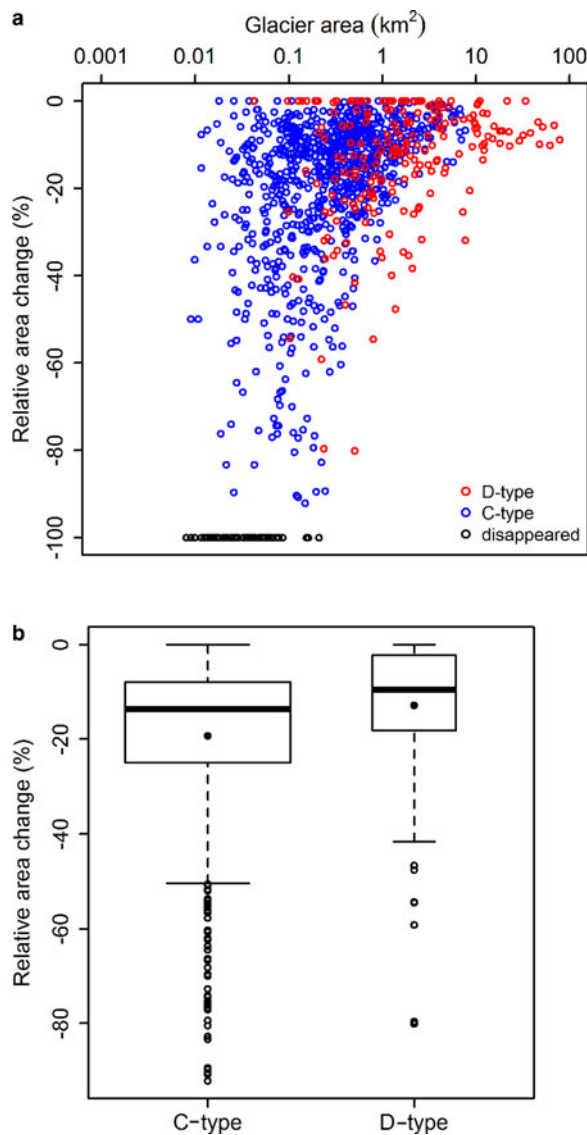 a
Glacier area (km²)
0.001 0.01 0.1 1 10 100
Relative area change (%)
0
-20
-40
-60
-80
-100
D-type
C-type
disappeared
b
Relative area change (%)
0
-20
-40
-60
-80
C-type D-type